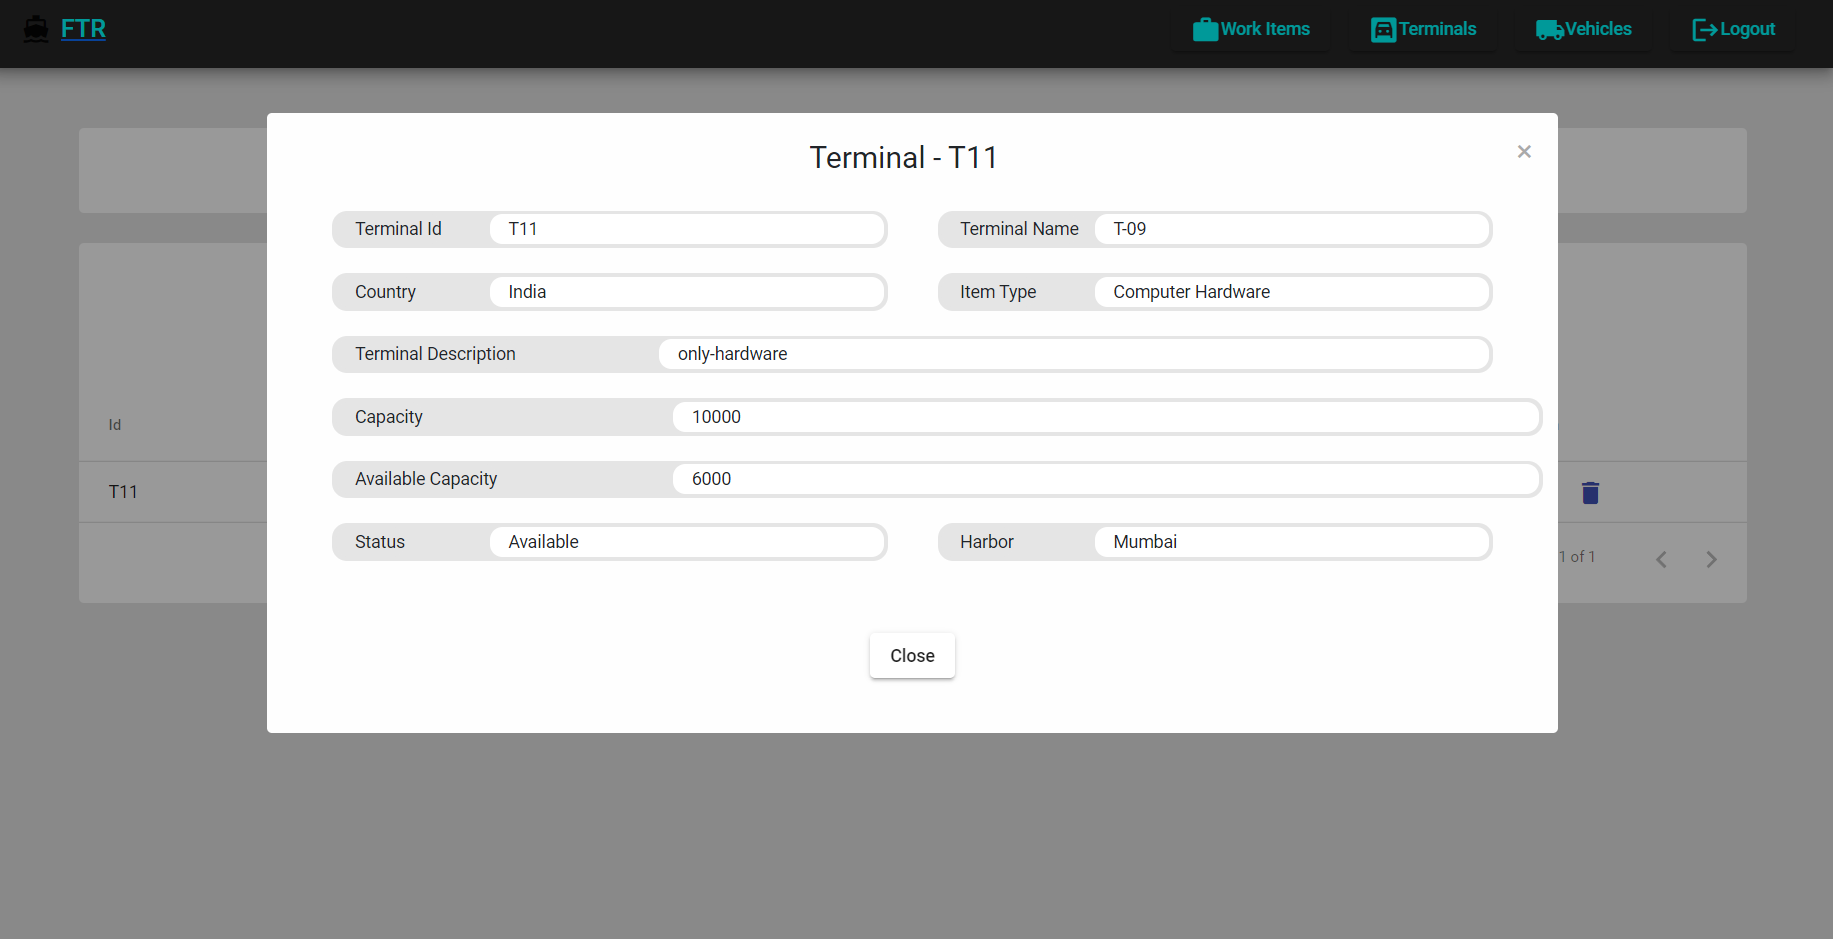 FTR
Work Items
Terminals
Vehicles
Logout
Terminal - T11
×
Terminal Id
T11
Terminal Name
T-09
Country
India
Item Type
Computer Hardware
Terminal Description
only-hardware
Capacity
10000
Available Capacity
6000
Status
Available
Harbor
Mumbai
Close
Id
T11
1 of 1